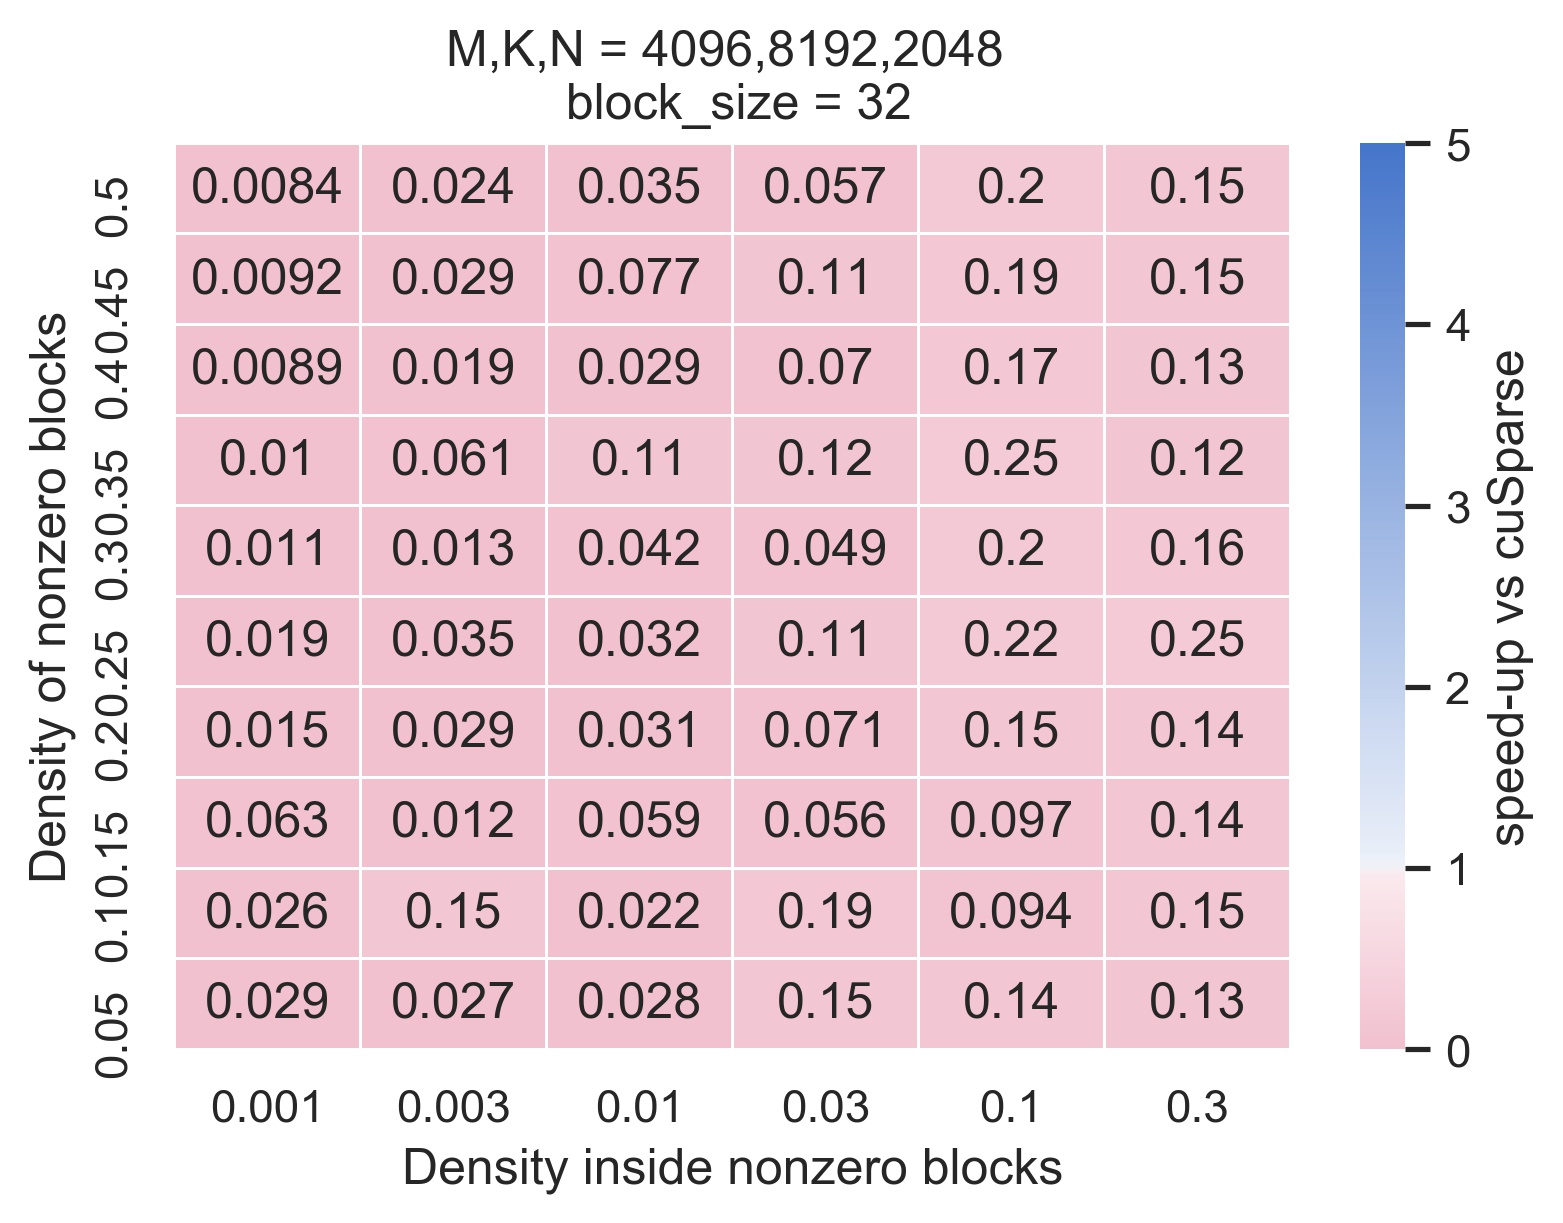 M,K,N = 4096,8192,2048
block_size = 32
Density of nonzero blocks
0.5 0.0084 0.024 0.035 0.057 0.2 0.15
0.45 0.0092 0.029 0.077 0.11 0.19 0.15
0.4 0.0089 0.019 0.029 0.07 0.17 0.13
0.35 0.01 0.061 0.11 0.12 0.25 0.12
0.3 0.011 0.013 0.042 0.049 0.2 0.16
0.25 0.019 0.035 0.032 0.11 0.22 0.25
0.2 0.015 0.029 0.031 0.071 0.15 0.14
0.15 0.063 0.012 0.059 0.056 0.097 0.14
0.1 0.026 0.15 0.022 0.19 0.094 0.15
0.05 0.029 0.027 0.028 0.15 0.14 0.13
0.001 0.003 0.01 0.03 0.1 0.3
Density inside nonzero blocks
5
4
3
2
1
0
speed-up vs cuSparse